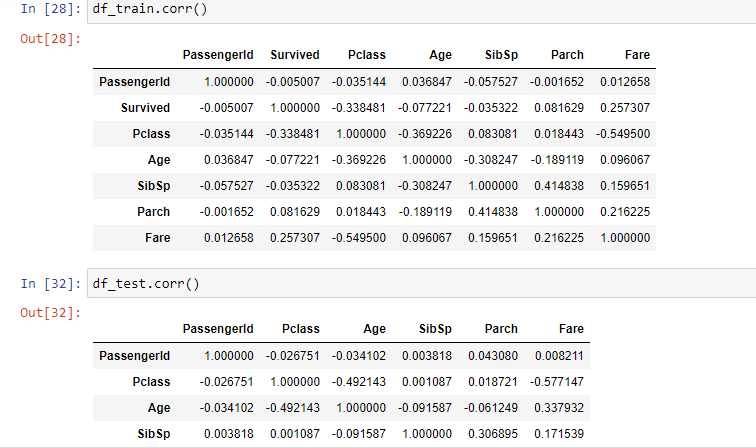 In [28]: df_train.corr()
Out[28]:
PassengerId Survived Pclass Age SibSp Parch Fare
PassengerId 1.000000 -0.005007 -0.035144 0.036847 -0.057527 -0.001652 0.012658
Survived -0.005007 1.000000 -0.338481 -0.077221 -0.035322 0.081629 0.257307
Pclass -0.035144 -0.338481 1.000000 -0.369226 0.083081 0.018443 -0.549500
Age 0.036847 -0.077221 -0.369226 1.000000 -0.308247 -0.189119 0.096067
SibSp -0.057527 -0.035322 0.083081 -0.308247 1.000000 0.414838 0.159651
Parch -0.001652 0.081629 0.018443 -0.189119 0.414838 1.000000 0.216225
Fare 0.012658 0.257307 -0.549500 0.096067 0.159651 0.216225 1.000000
In [32]: df_test.corr()
Out[32]:
PassengerId Pclass Age SibSp Parch Fare
PassengerId 1.000000 -0.026751 -0.034102 0.003818 0.043080 0.008211
Pclass -0.026751 1.000000 -0.492143 0.001087 0.018721 -0.577147
Age -0.034102 -0.492143 1.000000 -0.091587 -0.061249 0.337932
SibSp 0.003818 0.001087 -0.091587 1.000000 0.306895 0.171539